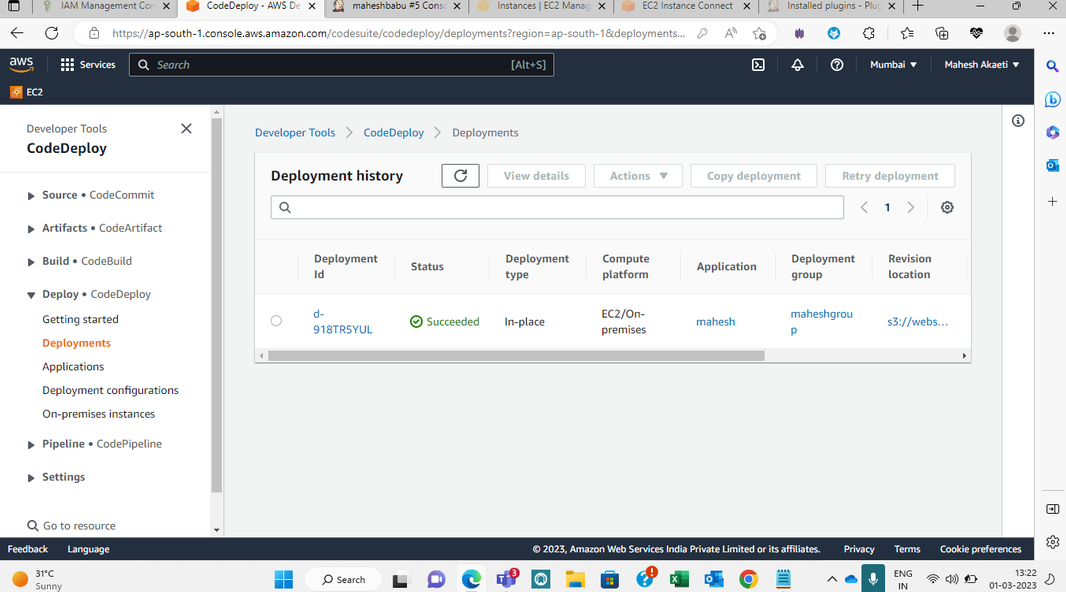 IAM Management Con
CodeDeploy - AWS De
maheshbabu #5 Conso
Instances | EC2 Manag
EC2 Instance Connect
Installed plugins - Plug
https://ap-south-1.console.aws.amazon.com/codesuite/codedeploy/deployments?region=ap-south-1&deployments...
aws
Services
Search
[Alt+S]
Mumbai
Mahesh Akaeti
EC2
Developer Tools
CodeDeploy
Source • CodeCommit
Artifacts • CodeArtifact
Build • CodeBuild
Deploy • CodeDeploy
Getting started
Deployments
Applications
Deployment configurations
On-premises instances
Pipeline • CodePipeline
Settings
Go to resource
Developer Tools
CodeDeploy
Deployments
Deployment history
View details
Actions
Copy deployment
Retry deployment
1
Deployment Id
Status
Deployment type
Compute platform
Application
Deployment group
Revision location
d-
918TR5YUL
Succeeded
In-place
EC2/On-
premises
mahesh
maheshgrou
p
s3://webs...
Feedback
Language
© 2023, Amazon Web Services India Private Limited or its affiliates.
Privacy
Terms
Cookie preferences
31°C
Sunny
Search
3
ENG
IN
13:22
01-03-2023